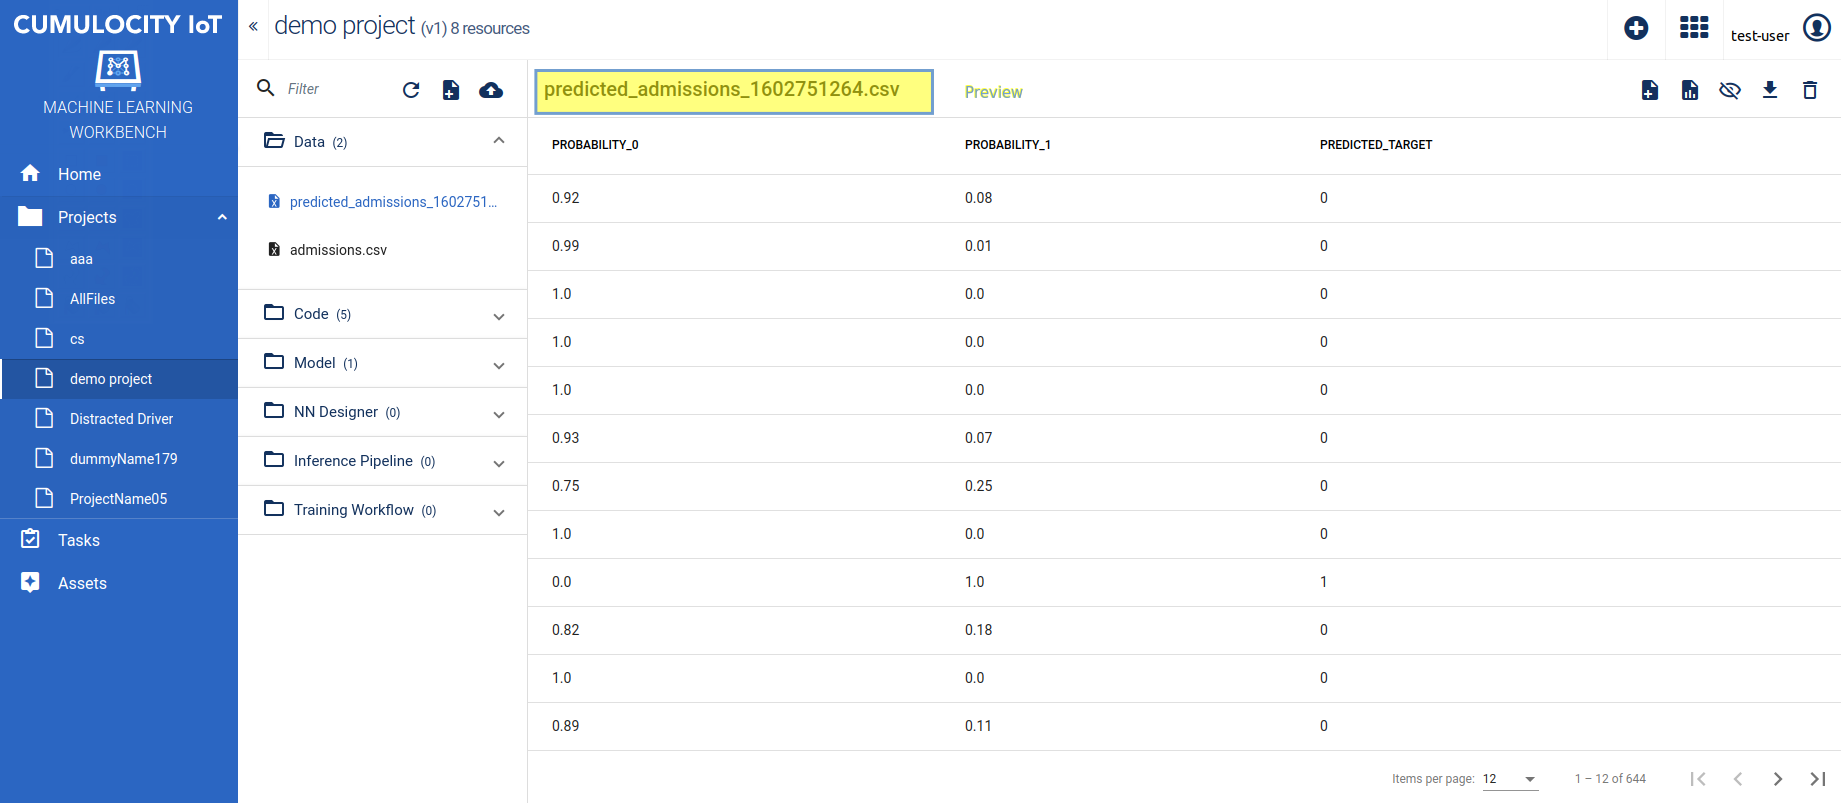 CUMULOCITY IoT
MACHINE LEARNING
WORKBENCH
Home
Projects
aaa
AllFiles
cs
demo project
Distracted Driver
dummyName179
ProjectName05
Tasks
Assets
« demo project (v1) 8 resources
test-user
Filter
Data (2)
predicted_admissions_1602751...
admissions.csv
Code (5)
Model (1)
NN Designer (0)
Inference Pipeline (0)
Training Workflow (0)
predicted_admissions_1602751264.csv Preview
PROBABILITY_0 PROBABILITY_1 PREDICTED_TARGET
0.92 0.08 0
0.99 0.01 0
1.0 0.0 0
1.0 0.0 0
1.0 0.0 0
0.93 0.07 0
0.75 0.25 0
1.0 0.0 0
0.0 1.0 1
0.82 0.18 0
1.0 0.0 0
0.89 0.11 0
Items per page: 12 1 – 12 of 644